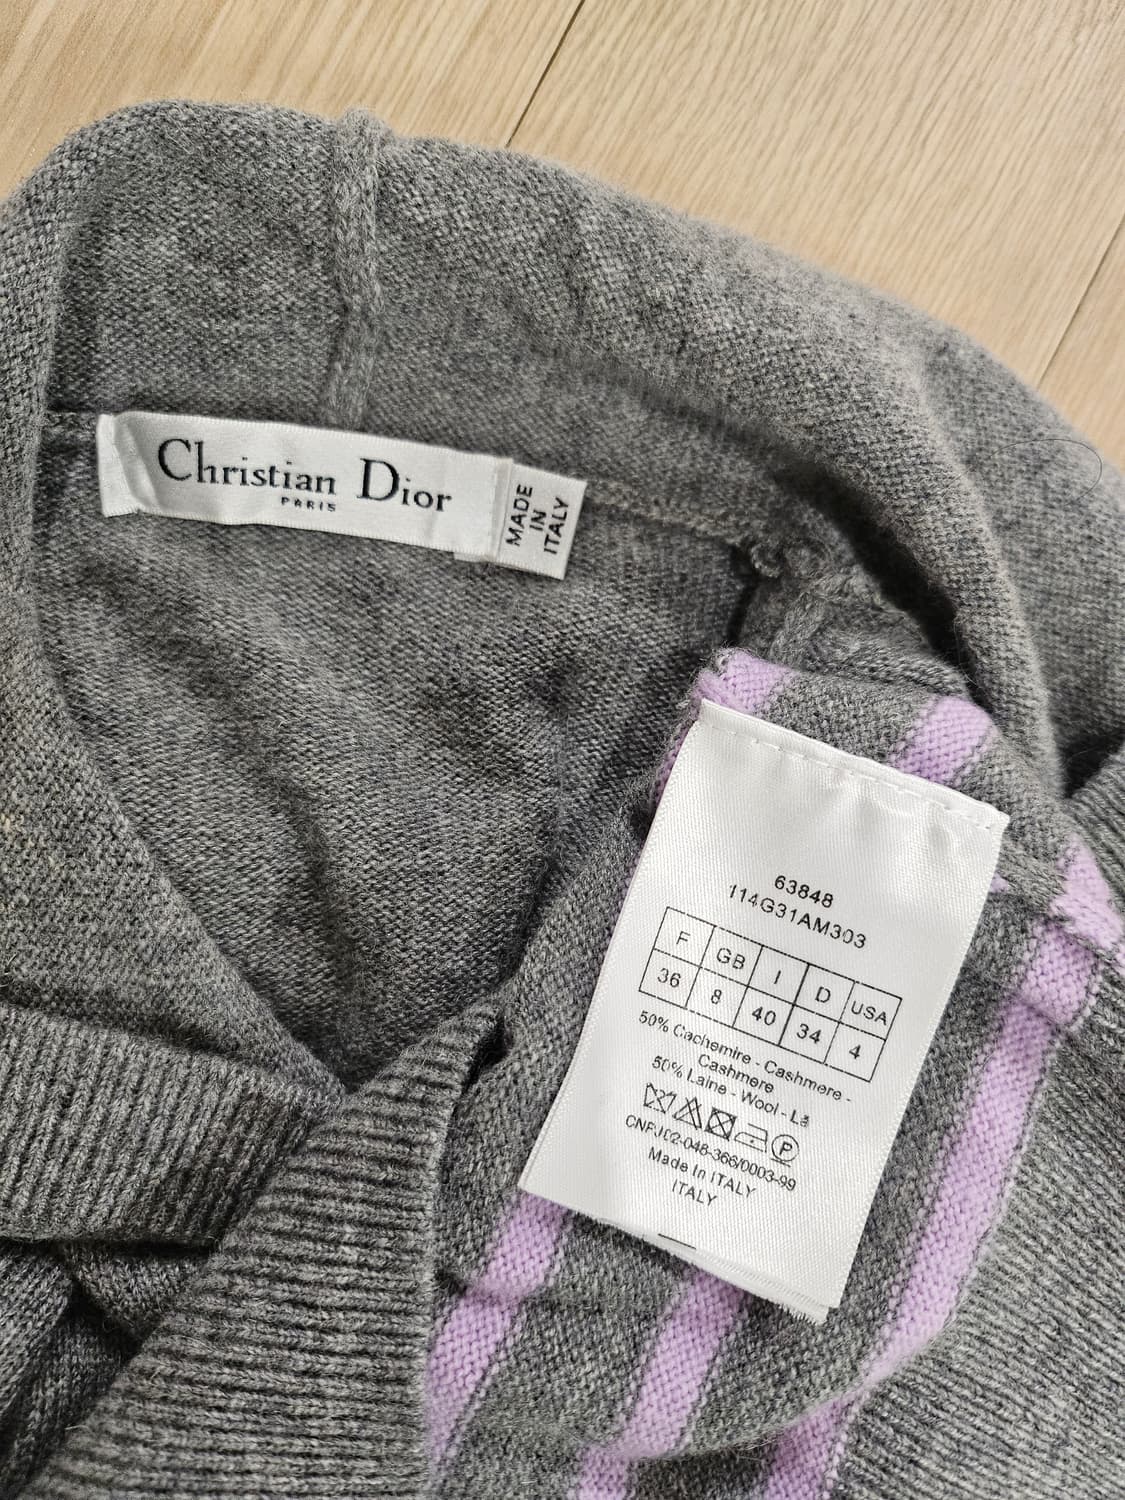 Christian Dior
PARIS
MADE
IN
ITALY
63848
114G31AM303
F GB I D USA
36 8 40 34 4
50% Cachemire - Cashmere -
Cashmere
50% Laine - Wool - Lã
P
CNPJ02-048-366/0003-99
Made In ITALY
ITALY